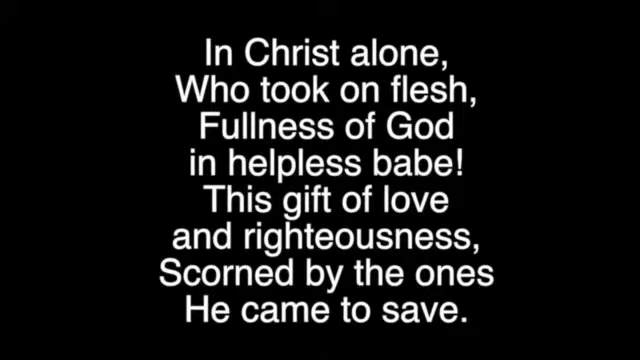 In Christ alone,
Who took on flesh,
Fullness of God
in helpless babe!
This gift of love
and righteousness,
Scorned by the ones
He came to save.